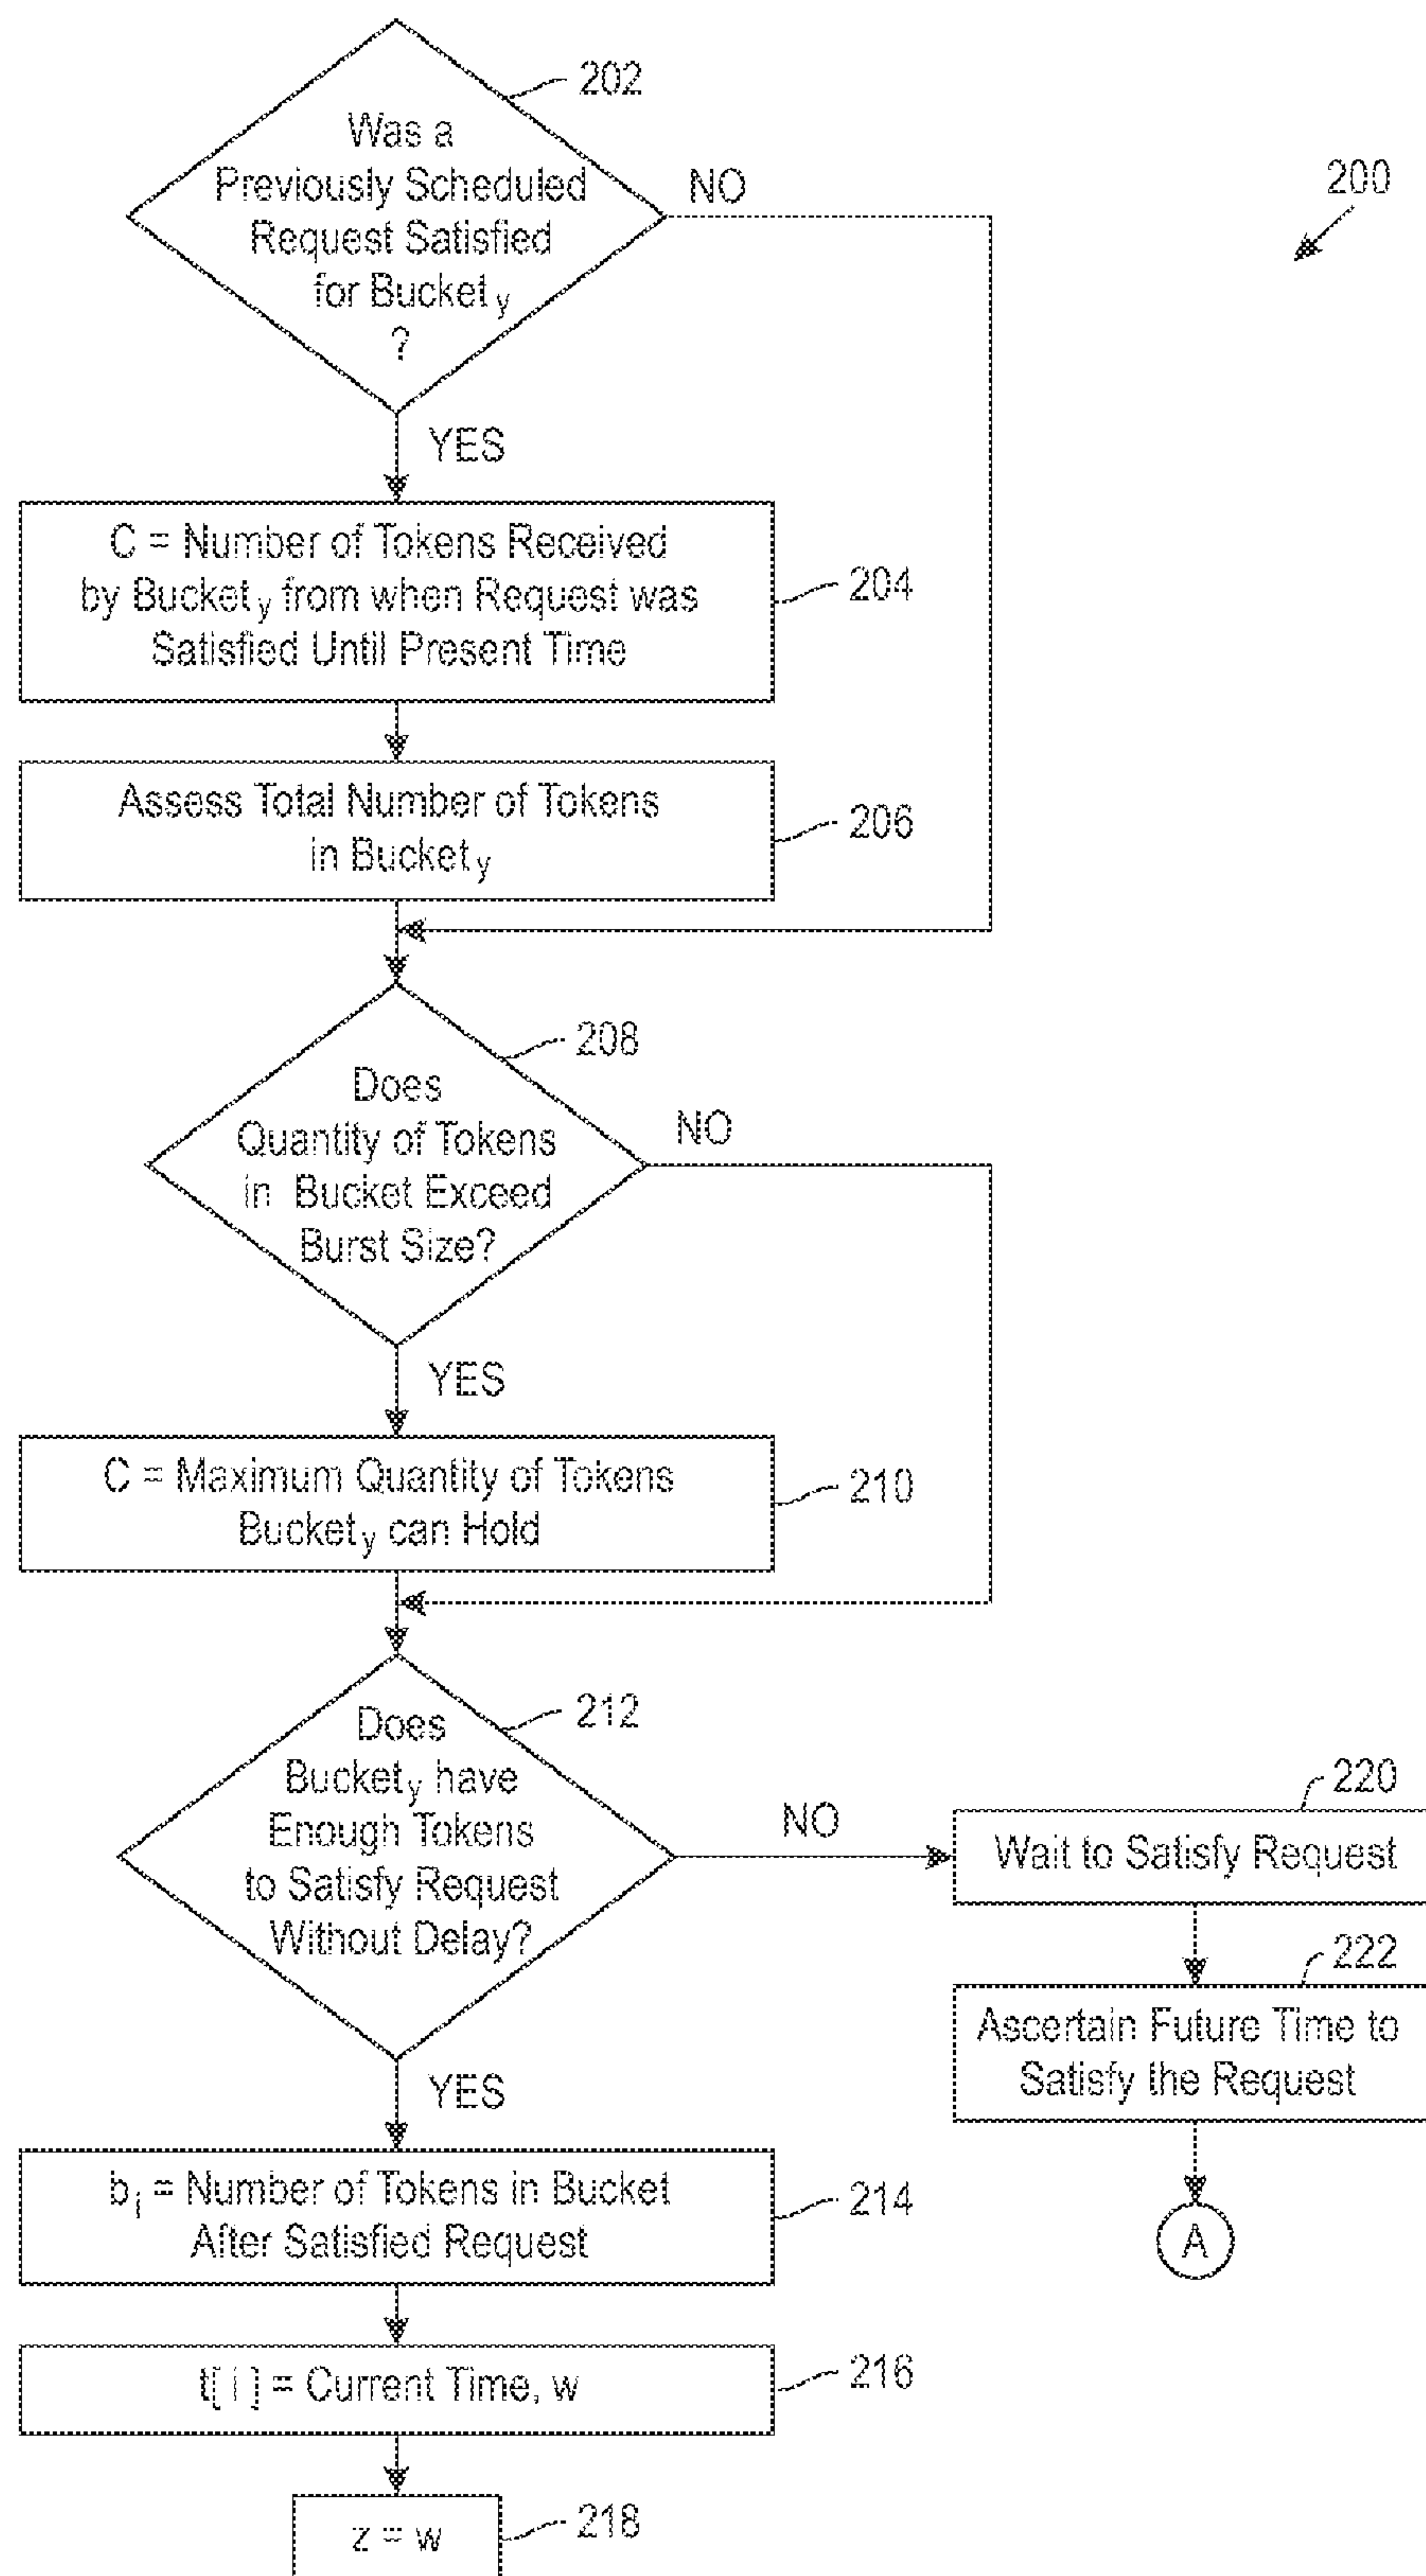 202
Was a
Previously Scheduled
Request Satisfied
for Bucket y
?
NO
200
YES
C = Number of Tokens Received
by Bucket y from when Request was
Satisfied Until Present Time
204
Assess Total Number of Tokens
in Bucket y
206
208
Does
Quantity of Tokens
in Bucket Exceed
Burst Size?
NO
YES
C = Maximum Quantity of Tokens
Bucket y can Hold
210
212
Does
Bucket y have
Enough Tokens
to Satisfy Request
Without Delay?
NO
220
Wait to Satisfy Request
222
Ascertain Future Time to
Satisfy the Request
A
YES
b i = Number of Tokens in Bucket
After Satisfied Request
214
t[ i ] = Current Time, w
216
z = w
218